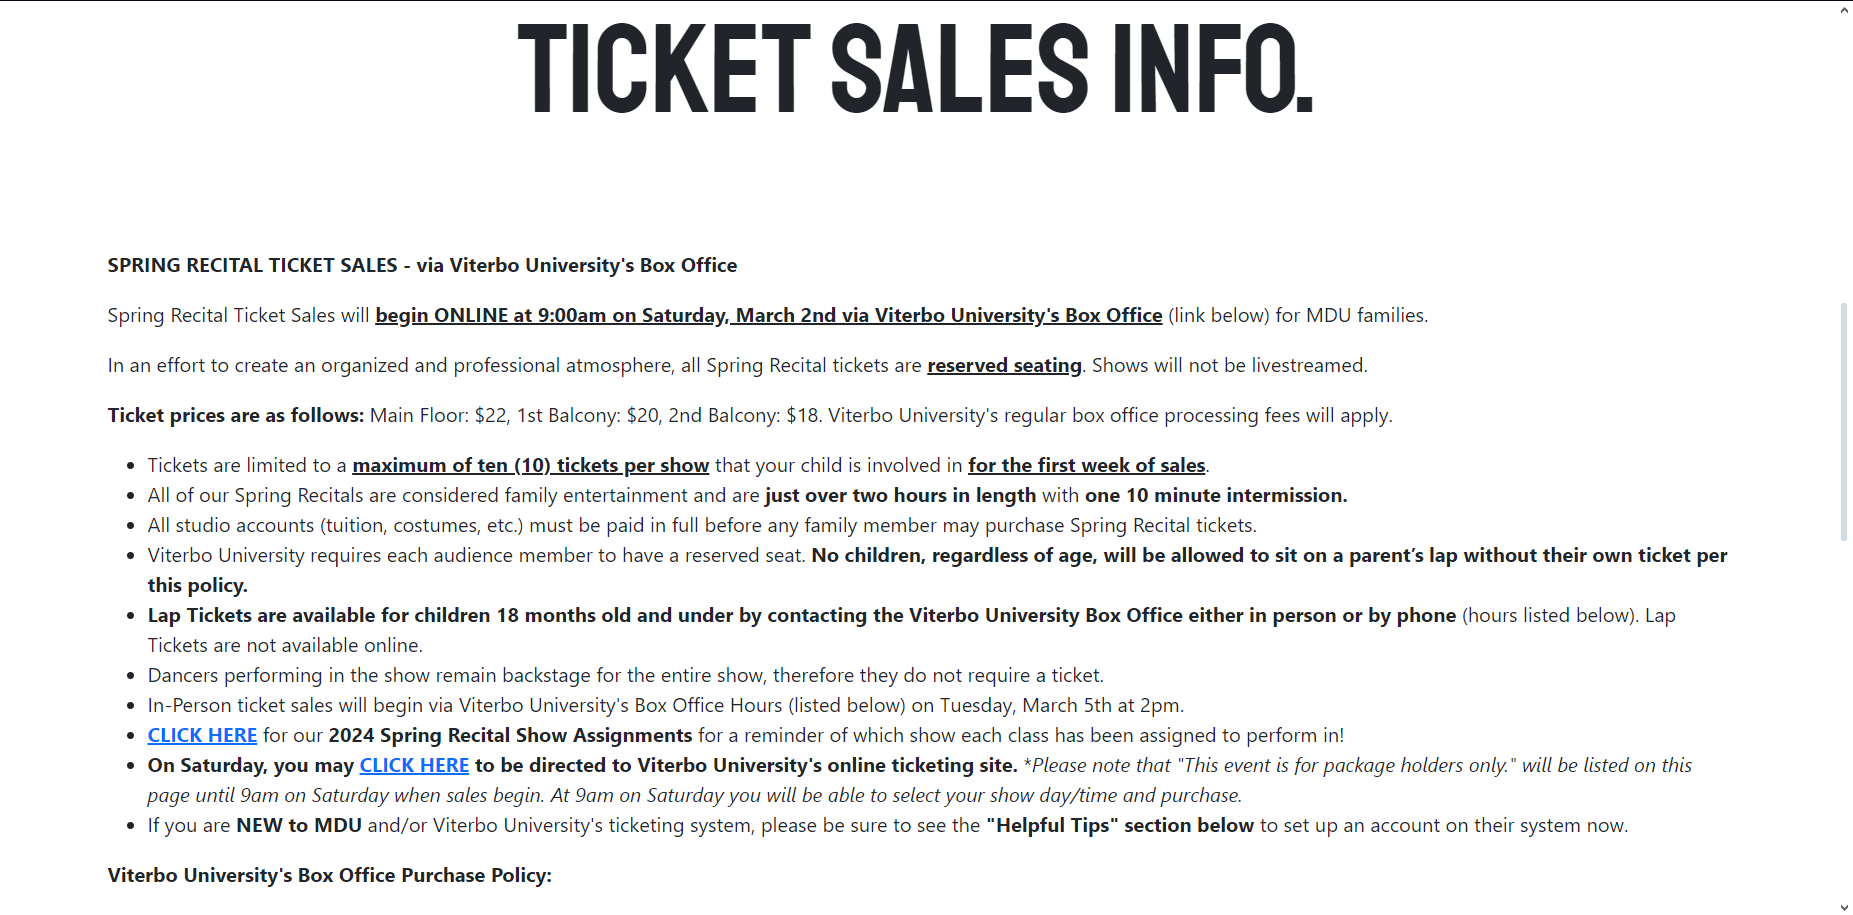 TICKET SALES INFO.
SPRING RECITAL TICKET SALES - via Viterbo University's Box Office
Spring Recital Ticket Sales will begin ONLINE at 9:00am on Saturday, March 2nd via Viterbo University's Box Office (link below) for MDU families.
In an effort to create an organized and professional atmosphere, all Spring Recital tickets are reserved seating. Shows will not be livestreamed.
Ticket prices are as follows: Main Floor: $22, 1st Balcony: $20, 2nd Balcony: $18. Viterbo University's regular box office processing fees will apply.
• Tickets are limited to a maximum of ten (10) tickets per show that your child is involved in for the first week of sales.
• All of our Spring Recitals are considered family entertainment and are just over two hours in length with one 10 minute intermission.
• All studio accounts (tuition, costumes, etc.) must be paid in full before any family member may purchase Spring Recital tickets.
• Viterbo University requires each audience member to have a reserved seat. No children, regardless of age, will be allowed to sit on a parent’s lap without their own ticket per
this policy.
• Lap Tickets are available for children 18 months old and under by contacting the Viterbo University Box Office either in person or by phone (hours listed below). Lap
Tickets are not available online.
• Dancers performing in the show remain backstage for the entire show, therefore they do not require a ticket.
• In-Person ticket sales will begin via Viterbo University's Box Office Hours (listed below) on Tuesday, March 5th at 2pm.
• CLICK HERE for our 2024 Spring Recital Show Assignments for a reminder of which show each class has been assigned to perform in!
• On Saturday, you may CLICK HERE to be directed to Viterbo University's online ticketing site. *Please note that "This event is for package holders only." will be listed on this
page until 9am on Saturday when sales begin. At 9am on Saturday you will be able to select your show day/time and purchase.
• If you are NEW to MDU and/or Viterbo University's ticketing system, please be sure to see the "Helpful Tips" section below to set up an account on their system now.
Viterbo University's Box Office Purchase Policy: